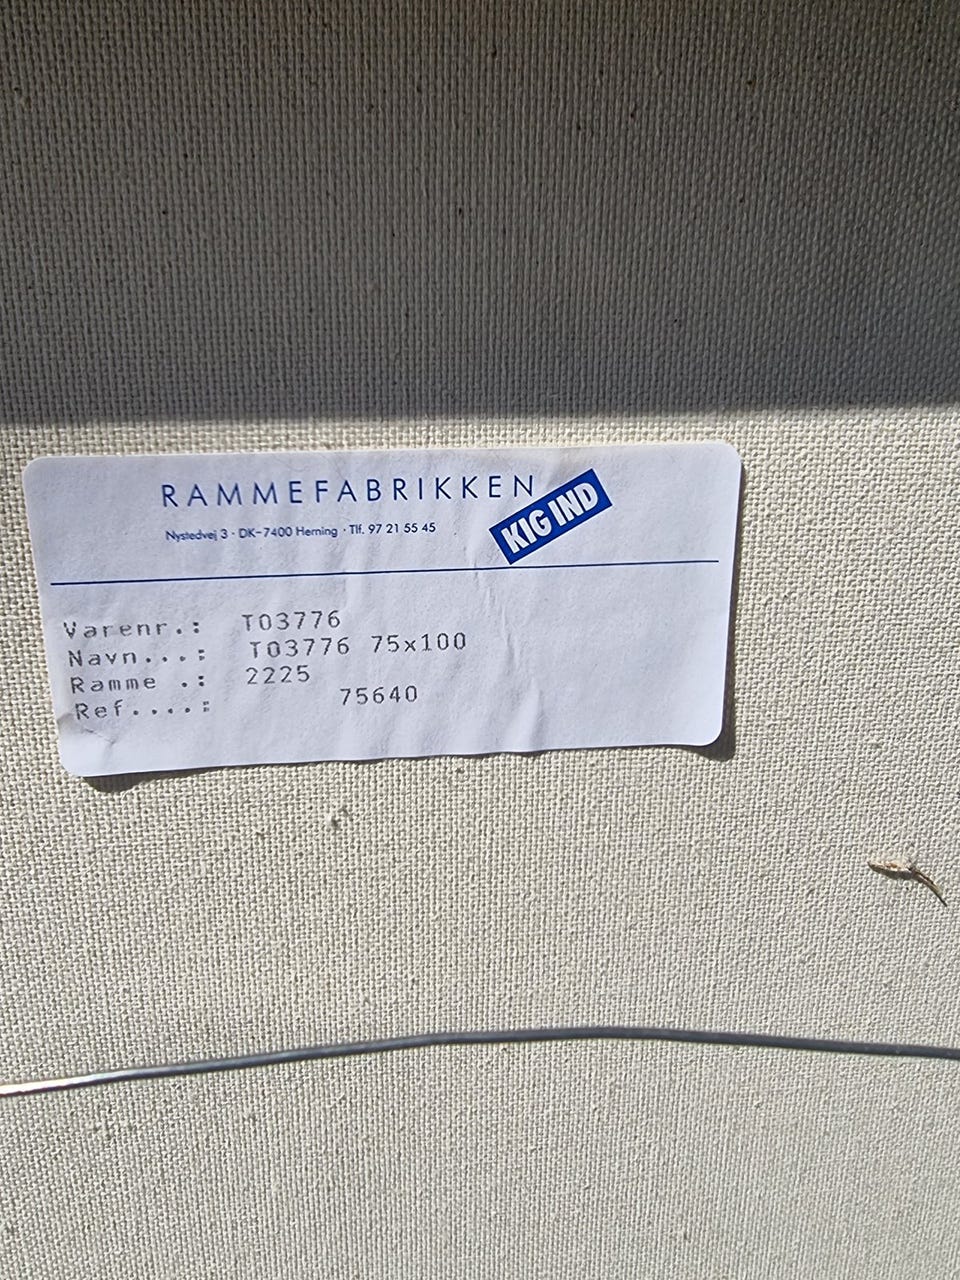 RAMMEFABRIKKEN
KIG IND
Nystedvej 3 · DK-7400 Herning · Tlf. 97 21 55 45
Varenr.: T03776
Navn...: T03776 75x100
Ramme .: 2225
Ref....: 75640